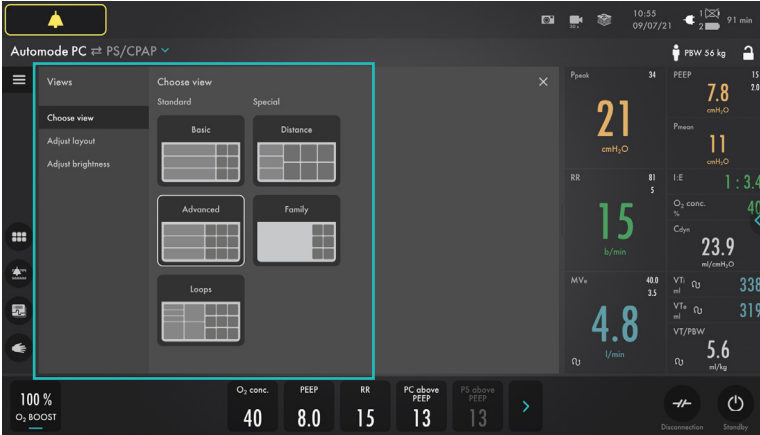 10:55
09/07/21
1
2
91 min
Automode PC ⇄ PS/CPAP
PBW 56 kg
Views
Choose view
Adjust layout
Adjust brightness
Choose view
Standard
Special
Basic
Distance
Advanced
Family
Loops
Ppeak
34
21
cmH₂O
RR
81
5
15
b/min
MVe
40.0
3.5
4.8
l/min
PEEP
15
2.0
7.8
cmH₂O
Pmean
11
cmH₂O
I:E
1 : 3.4
O₂ conc.
%
40
Cdyn
23.9
ml/cmH₂O
VTi
ml
338
VTe
ml
319
VT/PBW
5.6
ml/kg
100 %
O₂ BOOST
O₂ conc.
40
PEEP
8.0
RR
15
PC above
PEEP
13
PS above
PEEP
13
Disconnection
Standby